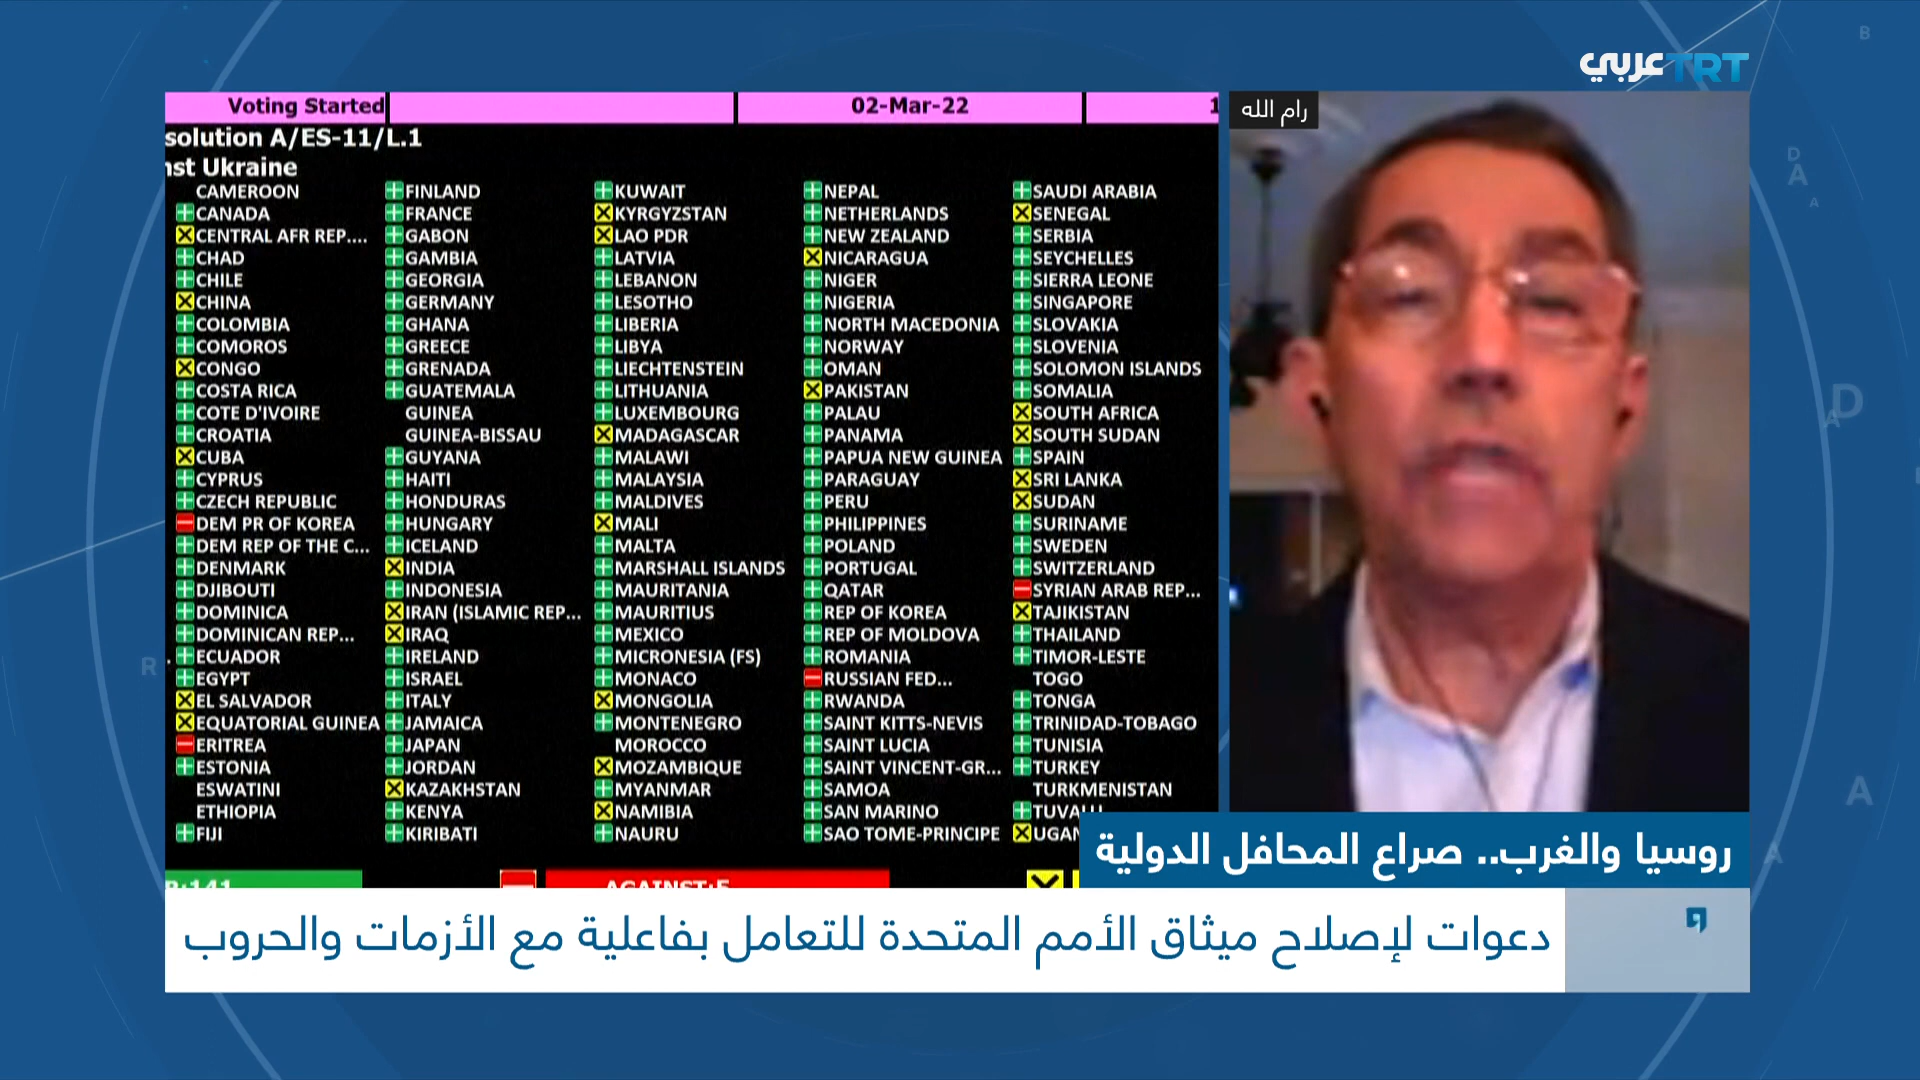 TRT عربي
رام الله
Voting Started
02-Mar-22
1
solution A/ES-11/L.1
nst Ukraine
CAMEROON
CANADA
CENTRAL AFR REP....
CHAD
CHILE
CHINA
COLOMBIA
COMOROS
CONGO
COSTA RICA
COTE D'IVOIRE
CROATIA
CUBA
CYPRUS
CZECH REPUBLIC
DEM PR OF KOREA
DEM REP OF THE C...
DENMARK
DJIBOUTI
DOMINICA
DOMINICAN REP...
ECUADOR
EGYPT
EL SALVADOR
EQUATORIAL GUINEA
ERITREA
ESTONIA
ESWATINI
ETHIOPIA
FIJI
FINLAND
FRANCE
GABON
GAMBIA
GEORGIA
GERMANY
GHANA
GREECE
GRENADA
GUATEMALA
GUINEA
GUINEA-BISSAU
GUYANA
HAITI
HONDURAS
HUNGARY
ICELAND
INDIA
INDONESIA
IRAN (ISLAMIC REP...
IRAQ
IRELAND
ISRAEL
ITALY
JAMAICA
JAPAN
JORDAN
KAZAKHSTAN
KENYA
KIRIBATI
KUWAIT
KYRGYZSTAN
LAO PDR
LATVIA
LEBANON
LESOTHO
LIBERIA
LIBYA
LIECHTENSTEIN
LITHUANIA
LUXEMBOURG
MADAGASCAR
MALAWI
MALAYSIA
MALDIVES
MALI
MALTA
MARSHALL ISLANDS
MAURITANIA
MAURITIUS
MEXICO
MICRONESIA (FS)
MONACO
MONGOLIA
MONTENEGRO
MOROCCO
MOZAMBIQUE
MYANMAR
NAMIBIA
NAURU
NEPAL
NETHERLANDS
NEW ZEALAND
NICARAGUA
NIGER
NIGERIA
NORTH MACEDONIA
NORWAY
OMAN
PAKISTAN
PALAU
PANAMA
PAPUA NEW GUINEA
PARAGUAY
PERU
PHILIPPINES
POLAND
PORTUGAL
QATAR
REP OF KOREA
REP OF MOLDOVA
ROMANIA
RUSSIAN FED...
RWANDA
SAINT KITTS-NEVIS
SAINT LUCIA
SAINT VINCENT-GR...
SAMOA
SAN MARINO
SAO TOME-PRINCIPE
SAUDI ARABIA
SENEGAL
SERBIA
SEYCHELLES
SIERRA LEONE
SINGAPORE
SLOVAKIA
SLOVENIA
SOLOMON ISLANDS
SOMALIA
SOUTH AFRICA
SOUTH SUDAN
SPAIN
SRI LANKA
SUDAN
SURINAME
SWEDEN
SWITZERLAND
SYRIAN ARAB REP...
TAJIKISTAN
THAILAND
TIMOR-LESTE
TOGO
TONGA
TRINIDAD-TOBAGO
TUNISIA
TURKEY
TURKMENISTAN
TUVALU
UGAN
R:141
AGAINST:5
روسيا والغرب.. صراع المحافل الدولية
دعوات لإصلاح ميثاق الأمم المتحدة للتعامل بفاعلية مع الأزمات والحروب